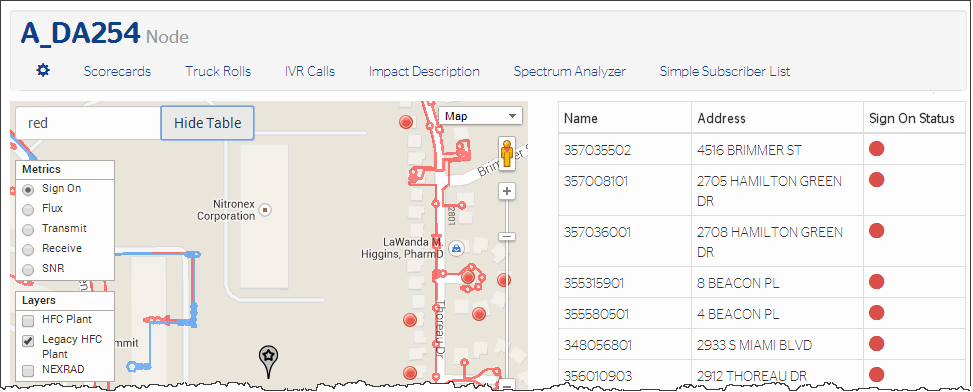 A_DA254 Node
Scorecards Truck Rolls IVR Calls Impact Description Spectrum Analyzer Simple Subscriber List
red Hide Table
Map
Metrics
Sign On
Flux
Transmit
Receive
SNR
Layers
HFC Plant
Legacy HFC
Plant
NEXRAD
Nitronex
Corporation
LaWanda M.
Higgins, PharmD
2801
Thoreau Dr
mmit
Name Address Sign On Status
357035502 4516 BRIMMER ST
357008101 2705 HAMILTON GREEN
DR
357036001 2708 HAMILTON GREEN
DR
355315901 8 BEACON PL
355580501 4 BEACON PL
348056801 2933 S MIAMI BLVD
356010903 2912 THOREAU DR